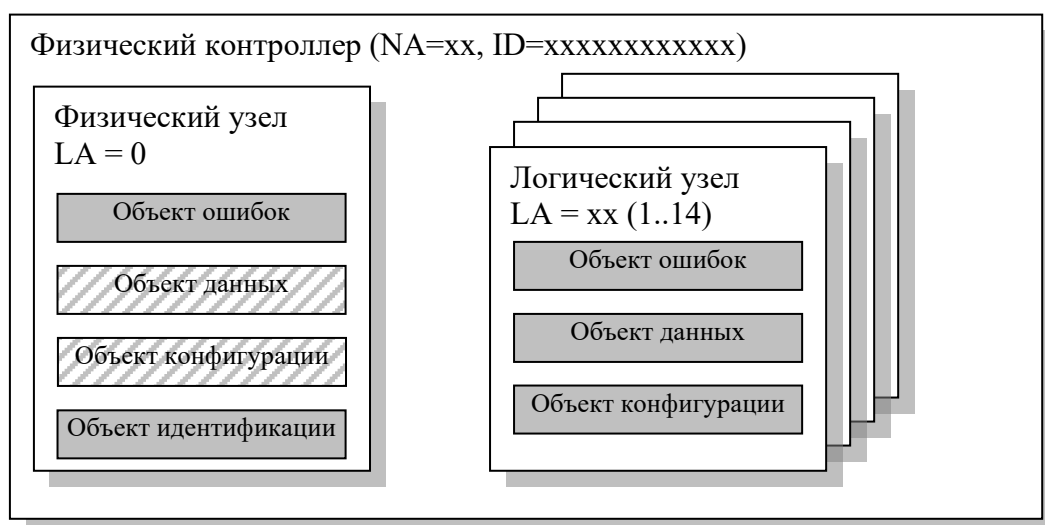 Физический контроллер (NA=xx, ID=xxxxxxxxxxxx)
Физический узел
LA = 0
Объект ошибок
Объект данных
Объект конфигурации
Объект идентификации
Логический узел
LA = xx (1..14)
Объект ошибок
Объект данных
Объект конфигурации